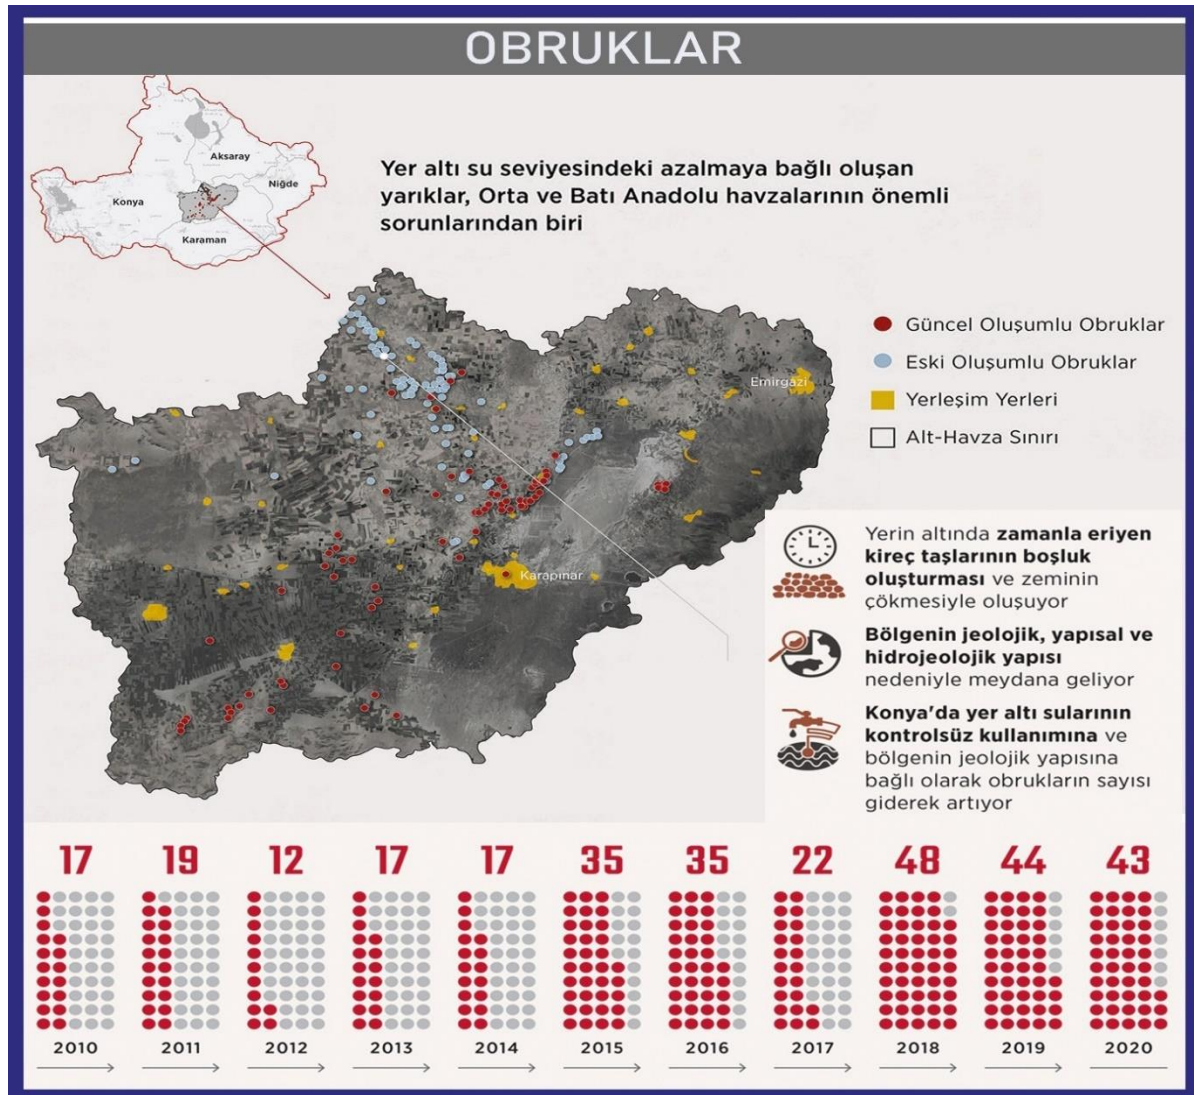 OBRUKLAR
Aksaray
Niğde
Konya
Karaman
Yer altı su seviyesindeki azalmaya bağlı oluşan
yarıklar, Orta ve Batı Anadolu havzalarının önemli
sorunlarından biri
Güncel Oluşumlu Obruklar
Eski Oluşumlu Obruklar
Yerleşim Yerleri
Alt-Havza Sınırı
Emirgazi
Karapınar
Yerin altında zamanla eriyen
kireç taşlarının boşluk
oluşturması ve zeminin
çökmesiyle oluşuyor
Bölgenin jeolojik, yapısal ve
hidrojeolojik yapısı
nedeniyle meydana geliyor
Konya'da yer altı sularının
kontrolsüz kullanımına ve
bölgenin jeolojik yapısına
bağlı olarak obrukların sayısı
giderek artıyor
17 19 12 17 17 35 35 22 48 44 43
2010 2011 2012 2013 2014 2015 2016 2017 2018 2019 2020